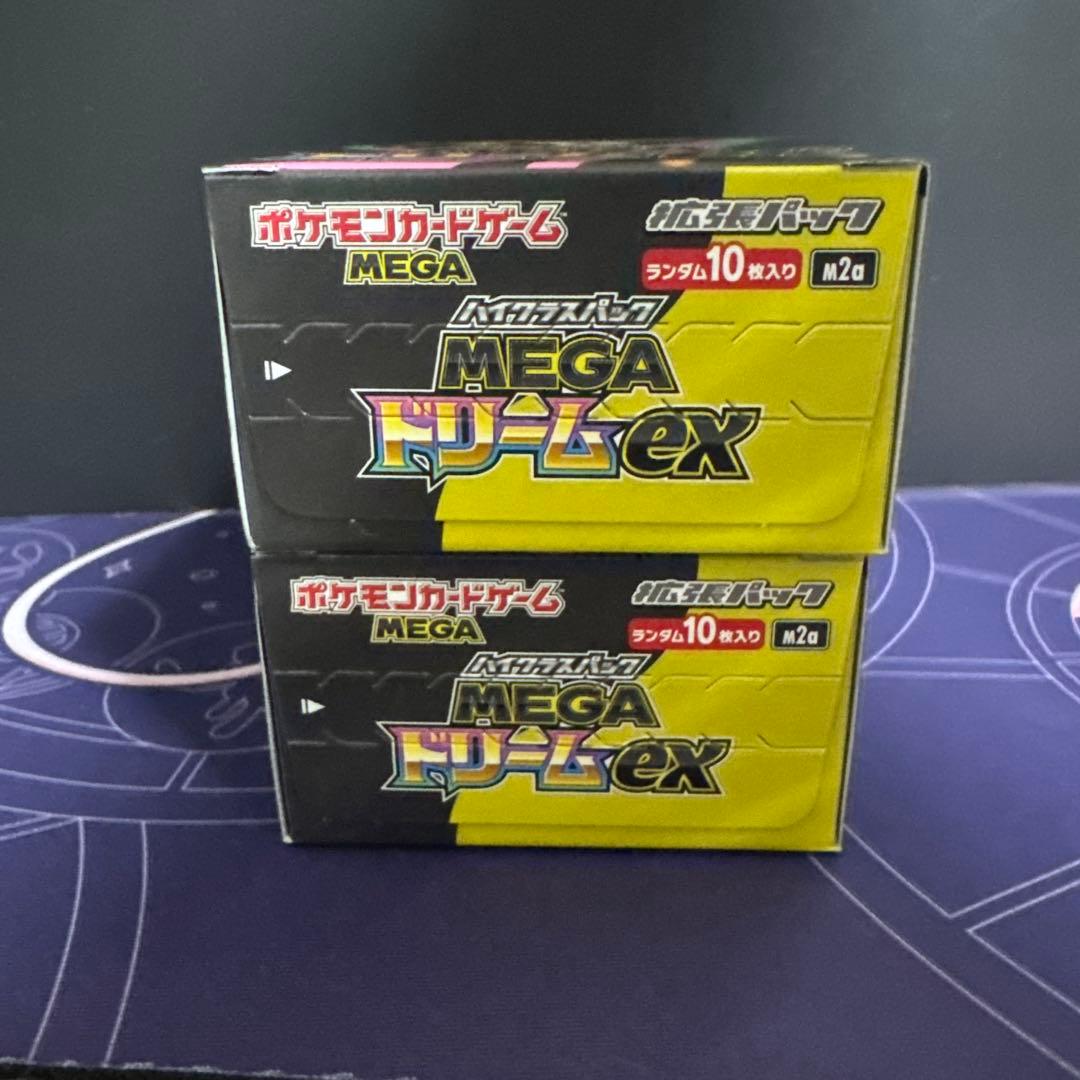 ポケモンカードゲーム
MEGA
拡張パック
ランダム10枚入り M2a
ハイクラスパック
MEGA
ドリームex
ポケモンカードゲーム
MEGA
拡張パック
ランダム10枚入り M2a
ハイクラスパック
MEGA
ドリームex